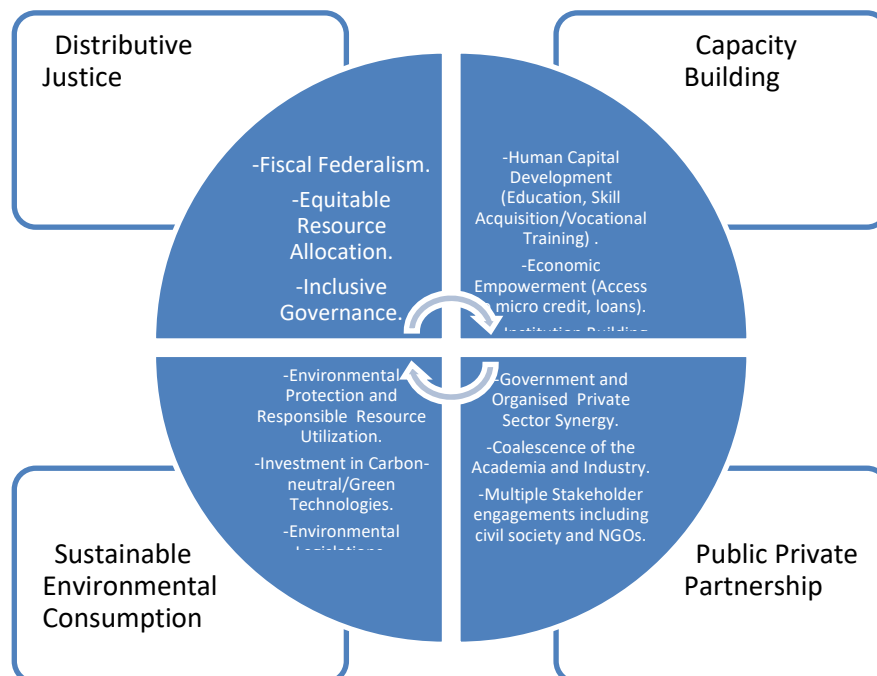 Distributive
Justice
Capacity
Building
-Fiscal Federalism.
-Equitable
Resource
Allocation.
-Inclusive
Governance.
-Human Capital
Development
(Education, Skill
Acquisition/Vocational
Training) .
-Economic
Empowerment (Access
micro credit, loans).
-Institution Building
-Environmental
Protection and
Responsible Resource
Utilization.
-Investment in Carbon-
neutral/Green
Technologies.
-Environmental
Legislations
-Government and
Organised Private
Sector Synergy.
-Coalescence of the
Academia and Industry.
-Multiple Stakeholder
engagements including
civil society and NGOs.
Sustainable
Environmental
Consumption
Public Private
Partnership